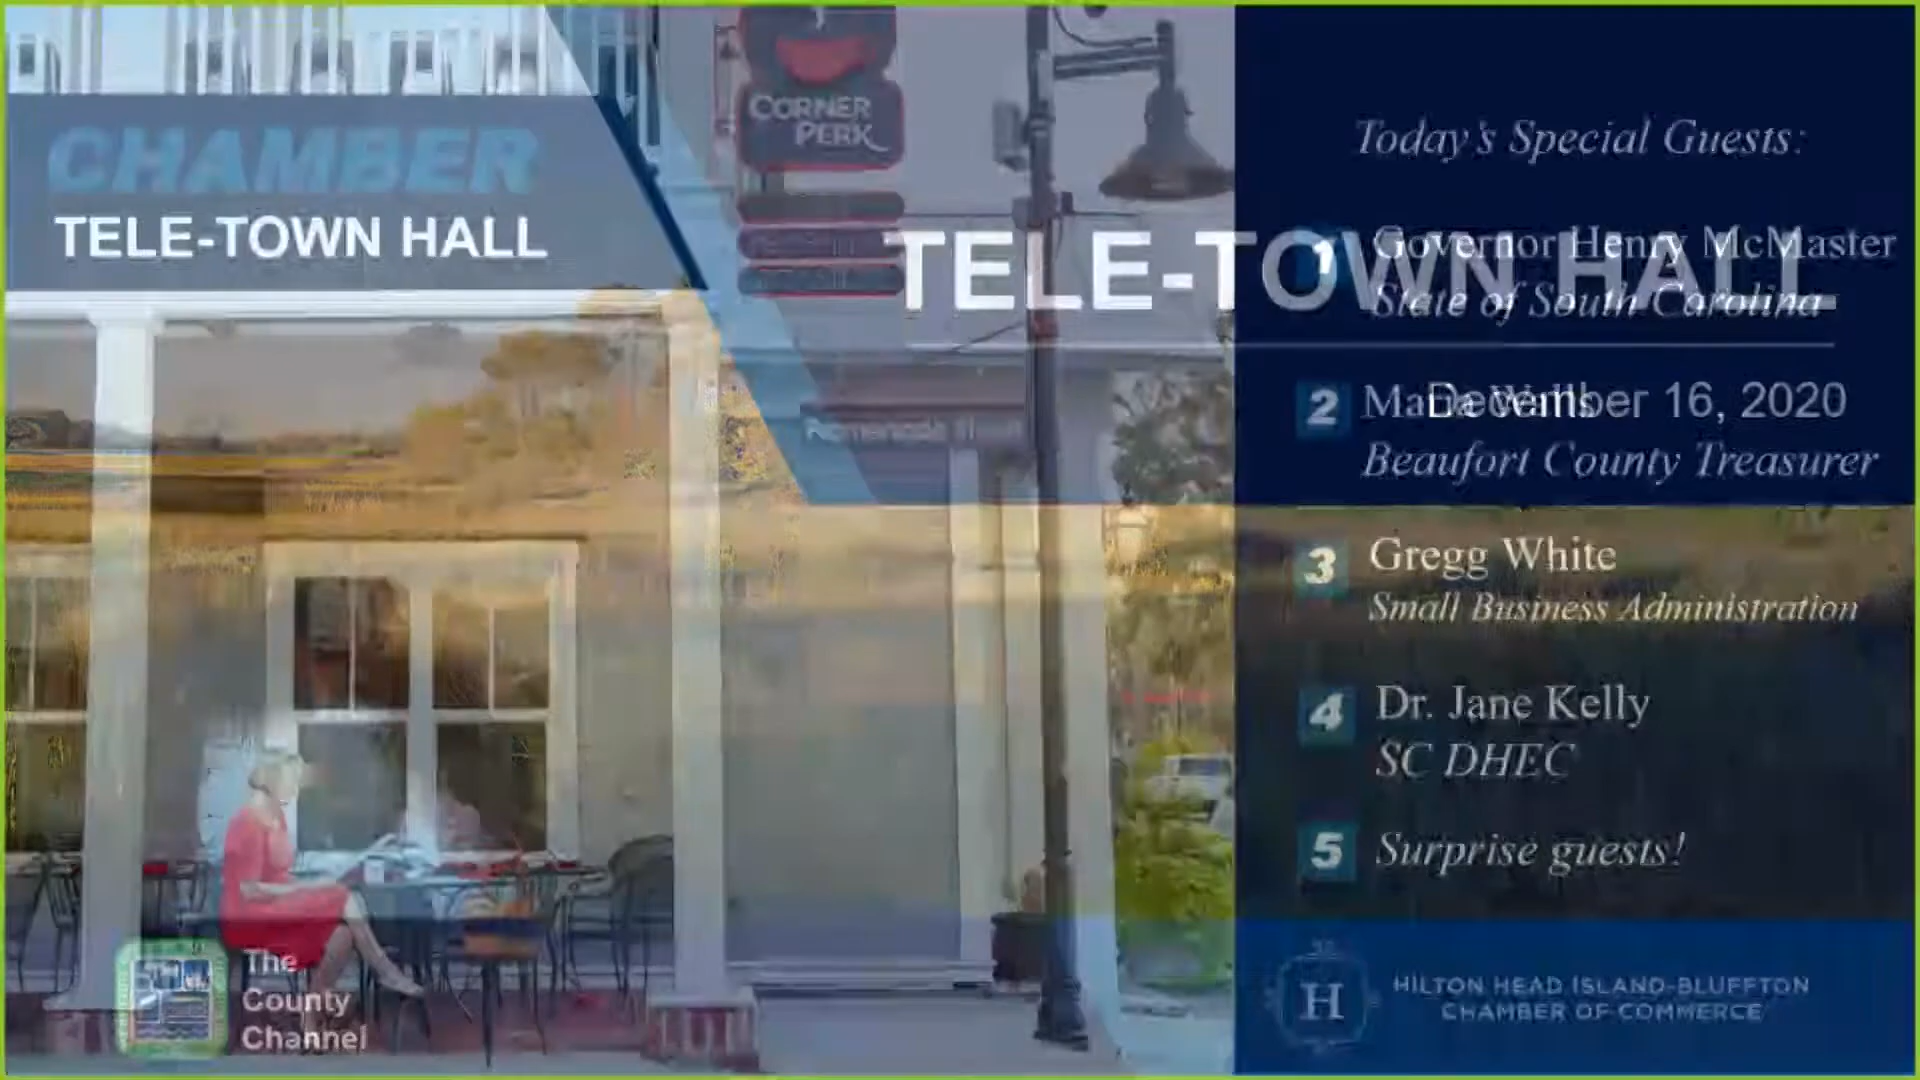 CORNER
PERK
CHAMBER
TELE-TOWN HALL
TELE-TOWN HALL
December 16, 2020
Today's Special Guests:
1 Governor Henry McMaster
State of South Carolina
2 Maria Walls
Beaufort County Treasurer
3 Gregg White
Small Business Administration
4 Dr. Jane Kelly
SC DHEC
5 Surprise guests!
The
County
Channel
H
HILTON HEAD ISLAND-BLUFFTON
CHAMBER OF COMMERCE